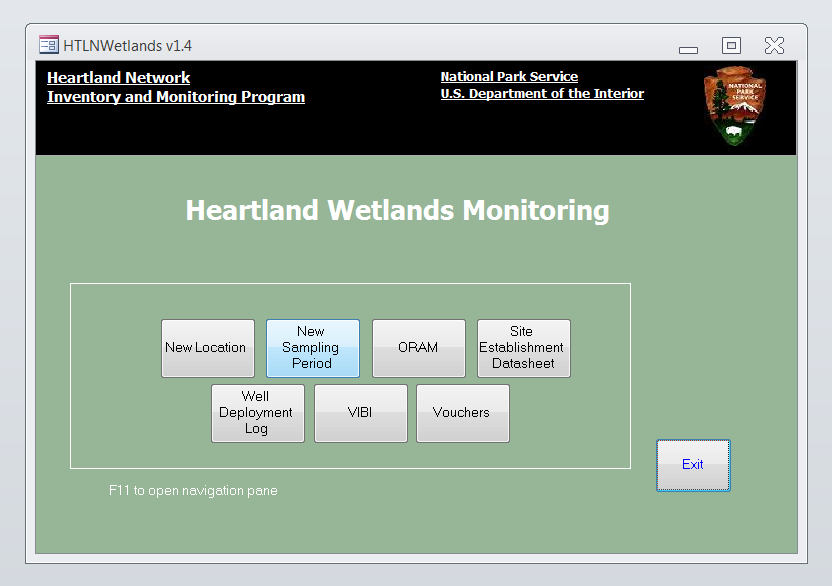 HTLNWetlands v1.4
Heartland Network
Inventory and Monitoring Program
National Park Service
U.S. Department of the Interior
NATIONAL
PARK
SERVICE
Heartland Wetlands Monitoring
New Location
New
Sampling
Period
ORAM
Site
Establishment
Datasheet
Well
Deployment
Log
VIBI
Vouchers
Exit
F11 to open navigation pane